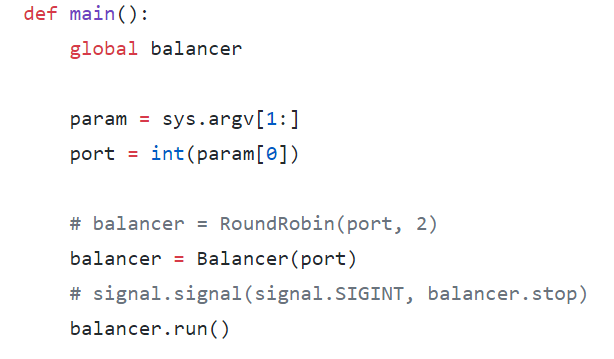 def main():
    global balancer

    param = sys.argv[1:]
    port = int(param[0])

    # balancer = RoundRobin(port, 2)
    balancer = Balancer(port)
    # signal.signal(signal.SIGINT, balancer.stop)
    balancer.run()